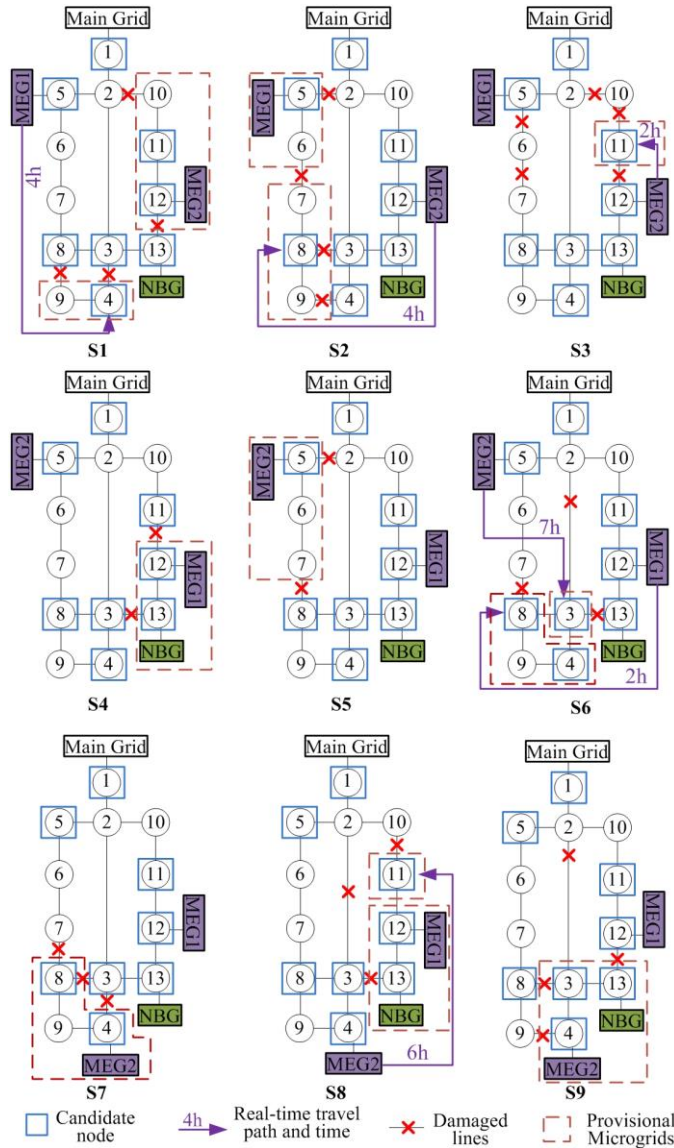 Main Grid Main Grid Main Grid
1 1 1
MEG1 5 2 10 MEG1 5 2 10 MEG1 5 2 10
4h 6 11 6 11 6 2h 11
7 12 MEG2 7 12 MEG2 7 12 MEG2
8 3 13 8 3 13 8 3 13
9 4 NBG 9 4 4h NBG 9 4 NBG
S1 S2 S3
Main Grid Main Grid Main Grid
1 1 1
MEG2 5 2 10 MEG2 5 2 10 MEG2 5 2 10
6 11 6 11 6 7h 11
7 12 MEG1 7 12 MEG1 7 12 MEG1
8 3 13 8 3 13 8 3 13
9 4 NBG 9 4 NBG 9 4 NBG
S4 S5 S6 2h
Main Grid Main Grid Main Grid
1 1 1
5 2 10 5 2 10 5 2 10
6 11 6 11 6 11
7 12 MEG1 7 12 MEG1 7 12 MEG1
8 3 13 8 3 13 8 3 13
9 4 NBG 9 4 NBG 9 4 NBG
MEG2 MEG2 6h MEG2
S7 S8 S9
Candidate node
4h Real-time travel path and time
Damaged lines
Provisional Microgrids